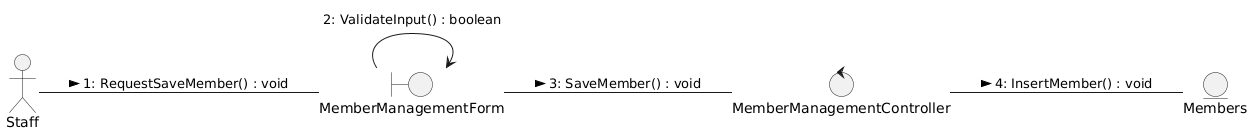 2: ValidateInput() : boolean
1: RequestSaveMember() : void
3: SaveMember() : void
4: InsertMember() : void
Staff
MemberManagementForm
MemberManagementController
Members